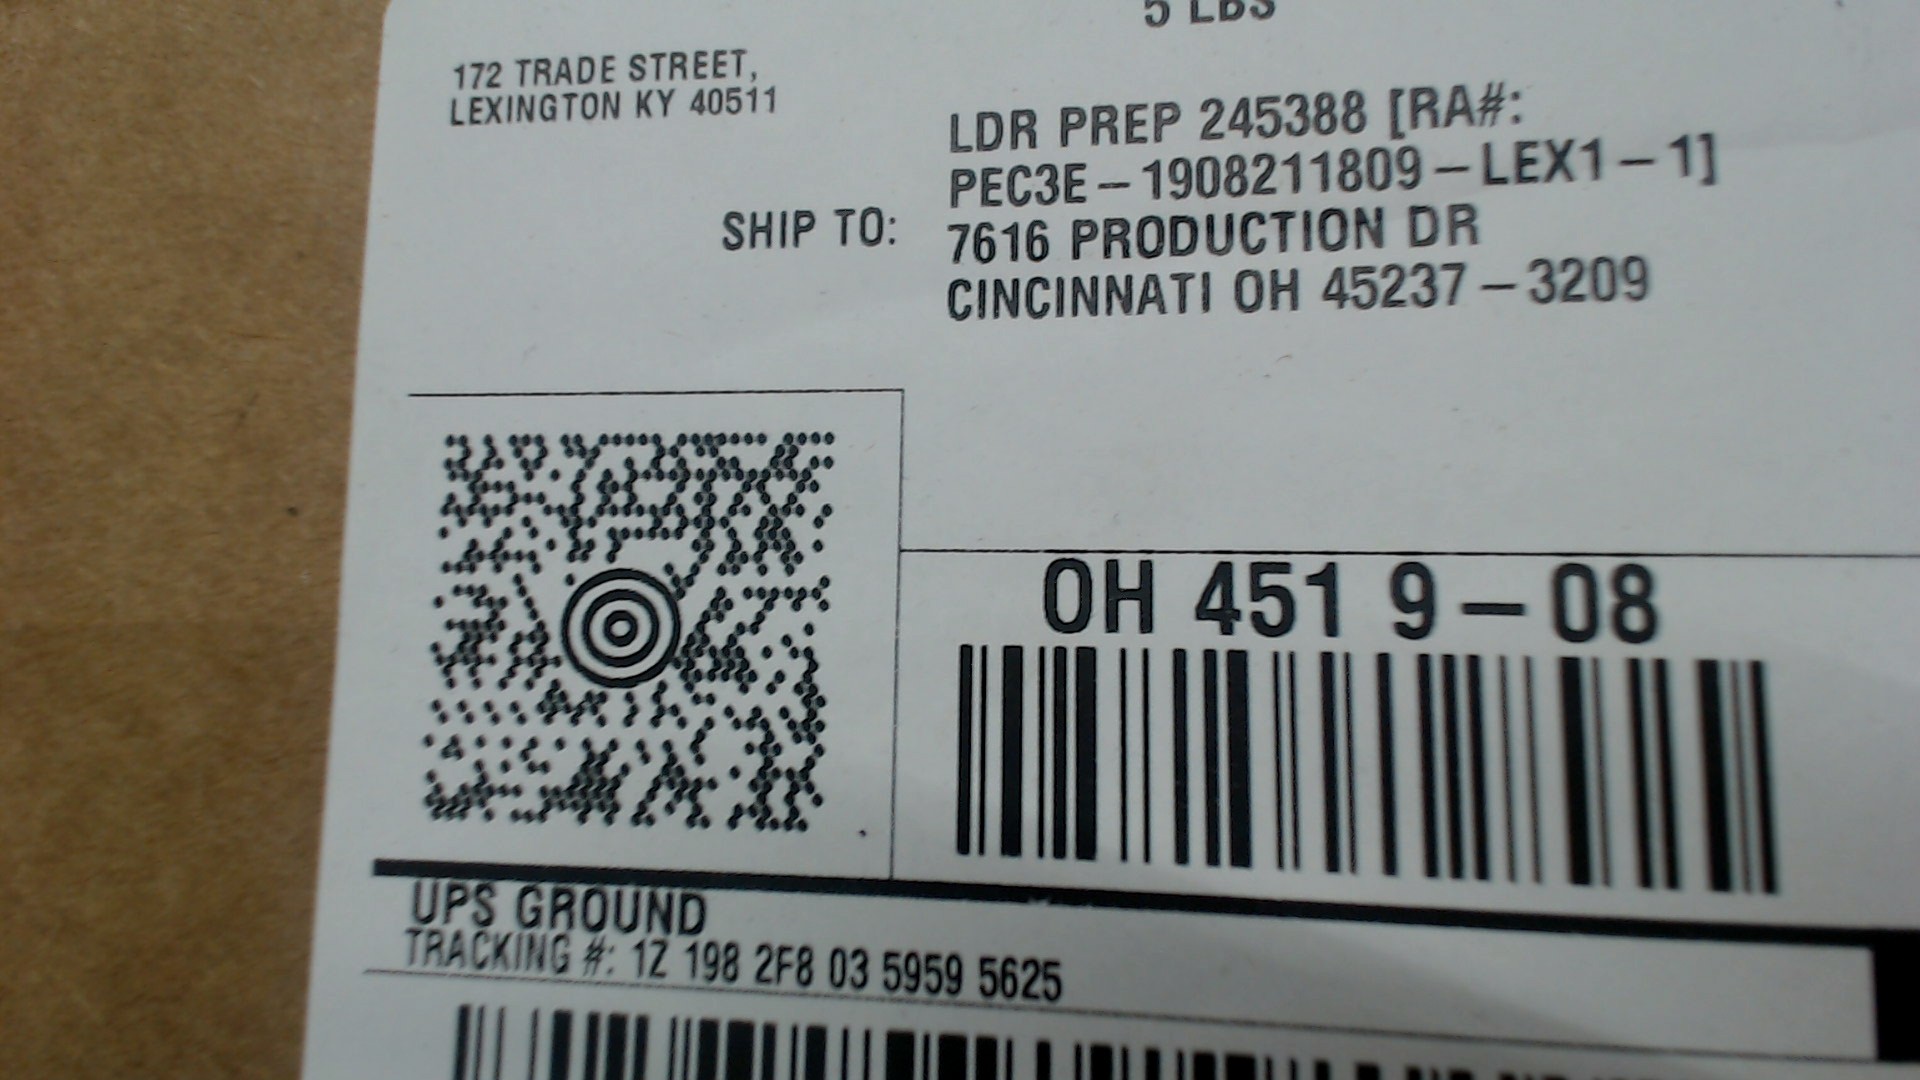 5 LBS
172 TRADE STREET,
LEXINGTON KY 40511
LDR PREP 245388 [RA#:
PEC3E-1908211809-LEX1-1]
SHIP TO:
7616 PRODUCTION DR
CINCINNATI OH 45237-3209
OH 451 9-08
UPS GROUND
TRACKING #: 1Z 198 2F8 03 5959 5625